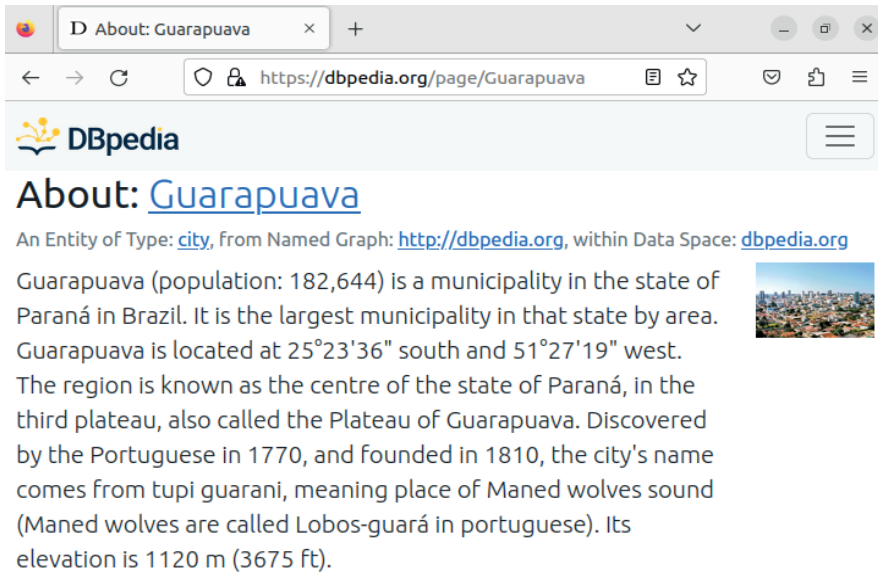 D About: Guarapuava
https://dbpedia.org/page/Guarapuava
DBpedia
About: Guarapuava
An Entity of Type: city, from Named Graph: http://dbpedia.org, within Data Space: dbpedia.org
Guarapuava (population: 182,644) is a municipality in the state of
Paraná in Brazil. It is the largest municipality in that state by area.
Guarapuava is located at 25°23'36" south and 51°27'19" west.
The region is known as the centre of the state of Paraná, in the
third plateau, also called the Plateau of Guarapuava. Discovered
by the Portuguese in 1770, and founded in 1810, the city's name
comes from tupi guarani, meaning place of Maned wolves sound
(Maned wolves are called Lobos-guará in portuguese). Its
elevation is 1120 m (3675 ft).